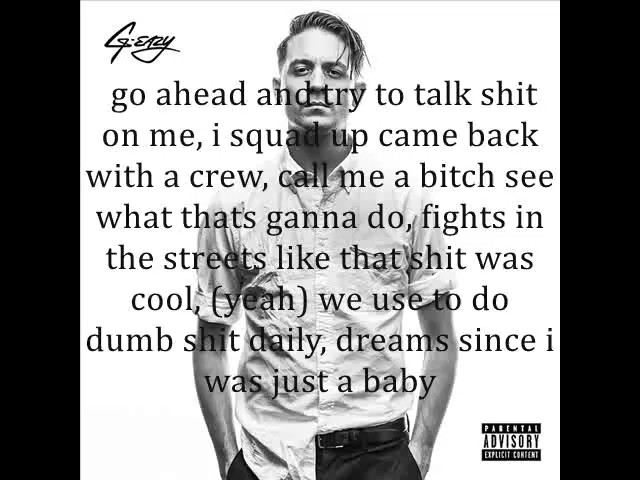 G-EAZY
go ahead and try to talk shit
on me, i squad up came back
with a crew, call me a bitch see
what thats ganna do, fights in
the streets like that shit was
cool, (yeah) we use to do
dumb shit daily, dreams since i
was just a baby
PARENTAL
ADVISORY
EXPLICIT CONTENT